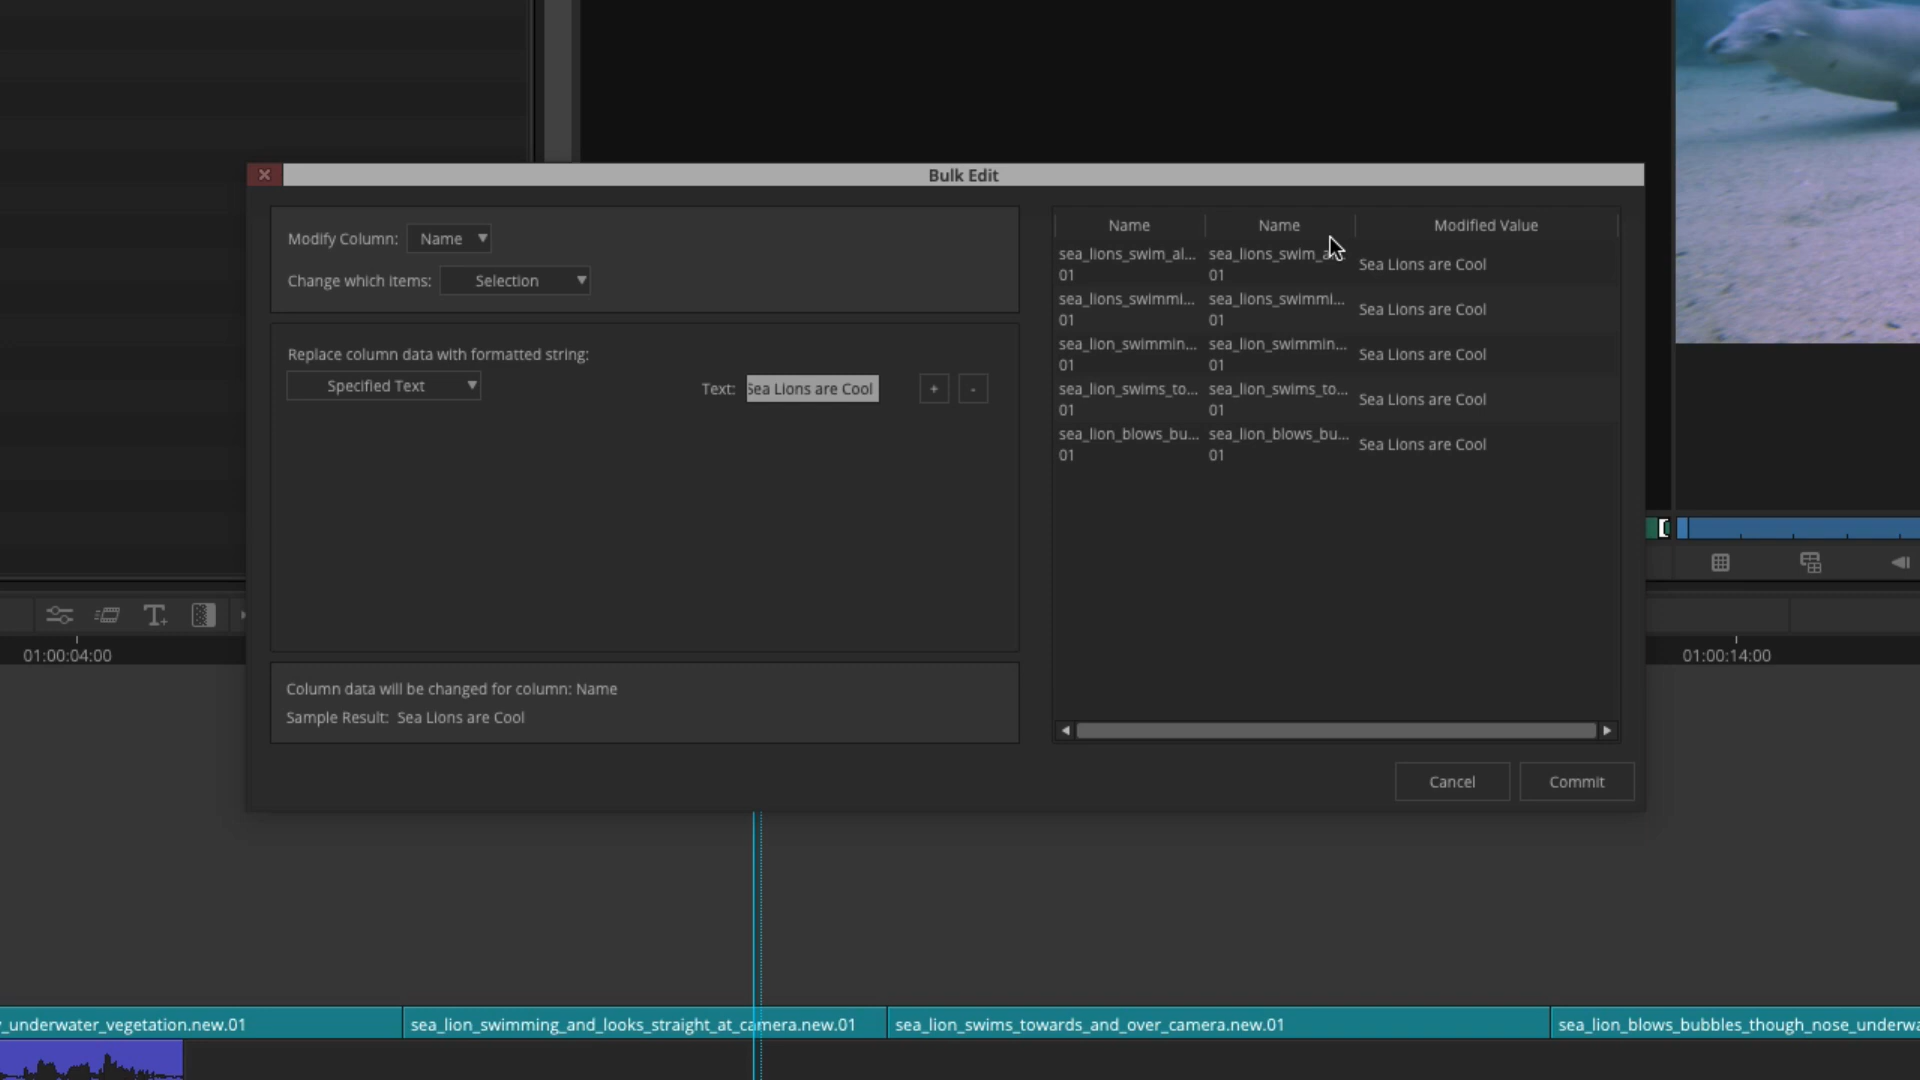 Bulk Edit
Modify Column: Name
Change which items: Selection
Replace column data with formatted string:
Specified Text
Text: Sea Lions are Cool
+ -
Column data will be changed for column: Name
Sample Result: Sea Lions are Cool
Name Name Modified Value
sea_lions_swim_al... sea_lions_swim_a
01 01
Sea Lions are Cool
sea_lions_swimmi... sea_lions_swimmi...
01 01
Sea Lions are Cool
sea_lion_swimmin... sea_lion_swimmin...
01 01
Sea Lions are Cool
sea_lion_swims_to... sea_lion_swims_to...
01 01
Sea Lions are Cool
sea_lion_blows_bu... sea_lion_blows_bu...
01 01
Sea Lions are Cool
Cancel Commit
01:00:04:00 01:00:14:00
_underwater_vegetation.new.01
sea_lion_swimming_and_looks_straight_at_camera.new.01
sea_lion_swims_towards_and_over_camera.new.01
sea_lion_blows_bubbles_though_nose_underwa